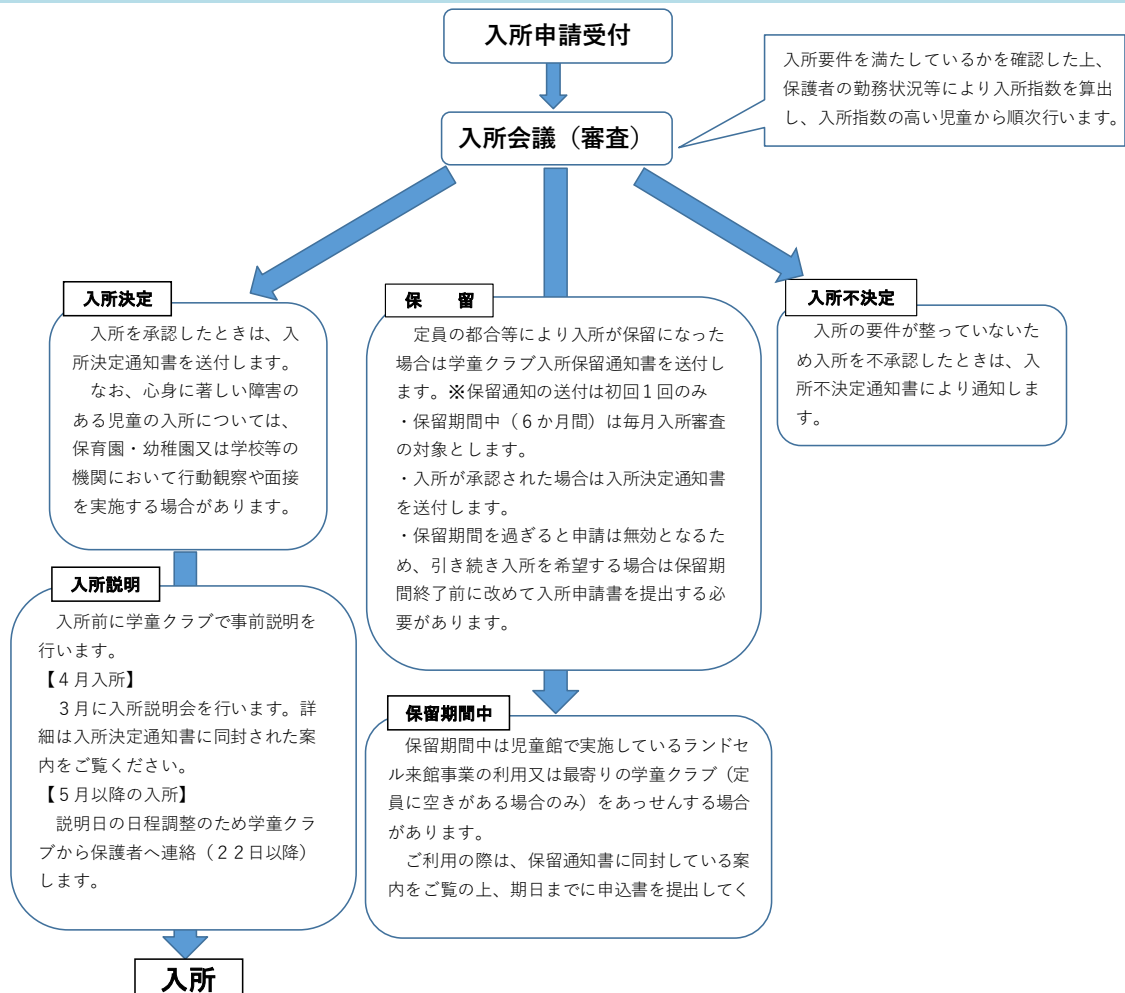 入所申請受付
入所要件を満たしているかを確認した上、
保護者の勤務状況等により入所指数を算出
し、入所指数の高い児童から順次行います。
入所会議（審査）
入所決定
入所を承認したときは、入
所決定通知書を送付します。
なお、心身に著しい障害の
ある児童の入所については、
保育園・幼稚園又は学校等の
機関において行動観察や面接
を実施する場合があります。
保　留
定員の都合等により入所が保留になった
場合は学童クラブ入所保留通知書を送付し
ます。※保留通知の送付は初回１回のみ
・保留期間中（６か月間）は毎月入所審査
の対象とします。
・入所が承認された場合は入所決定通知書
を送付します。
・保留期間を過ぎると申請は無効となるた
め、引き続き入所を希望する場合は保留期
間終了前に改めて入所申請書を提出する必
要があります。
入所不決定
入所の要件が整っていないた
め入所を不承認したときは、入
所不決定通知書により通知しま
す。
入所説明
入所前に学童クラブで事前説明を
行います。
【４月入所】
３月に入所説明会を行います。詳
細は入所決定通知書に同封された案
内をご覧ください。
【５月以降の入所】
説明日の日程調整のため学童クラ
ブから保護者へ連絡（２２日以降）
します。
保留期間中
保留期間中は児童館で実施しているランドセ
ル来館事業の利用又は最寄りの学童クラブ（定
員に空きがある場合のみ）をあっせんする場合
があります。
ご利用の際は、保留通知書に同封している案
内をご覧の上、期日までに申込書を提出してく
入所